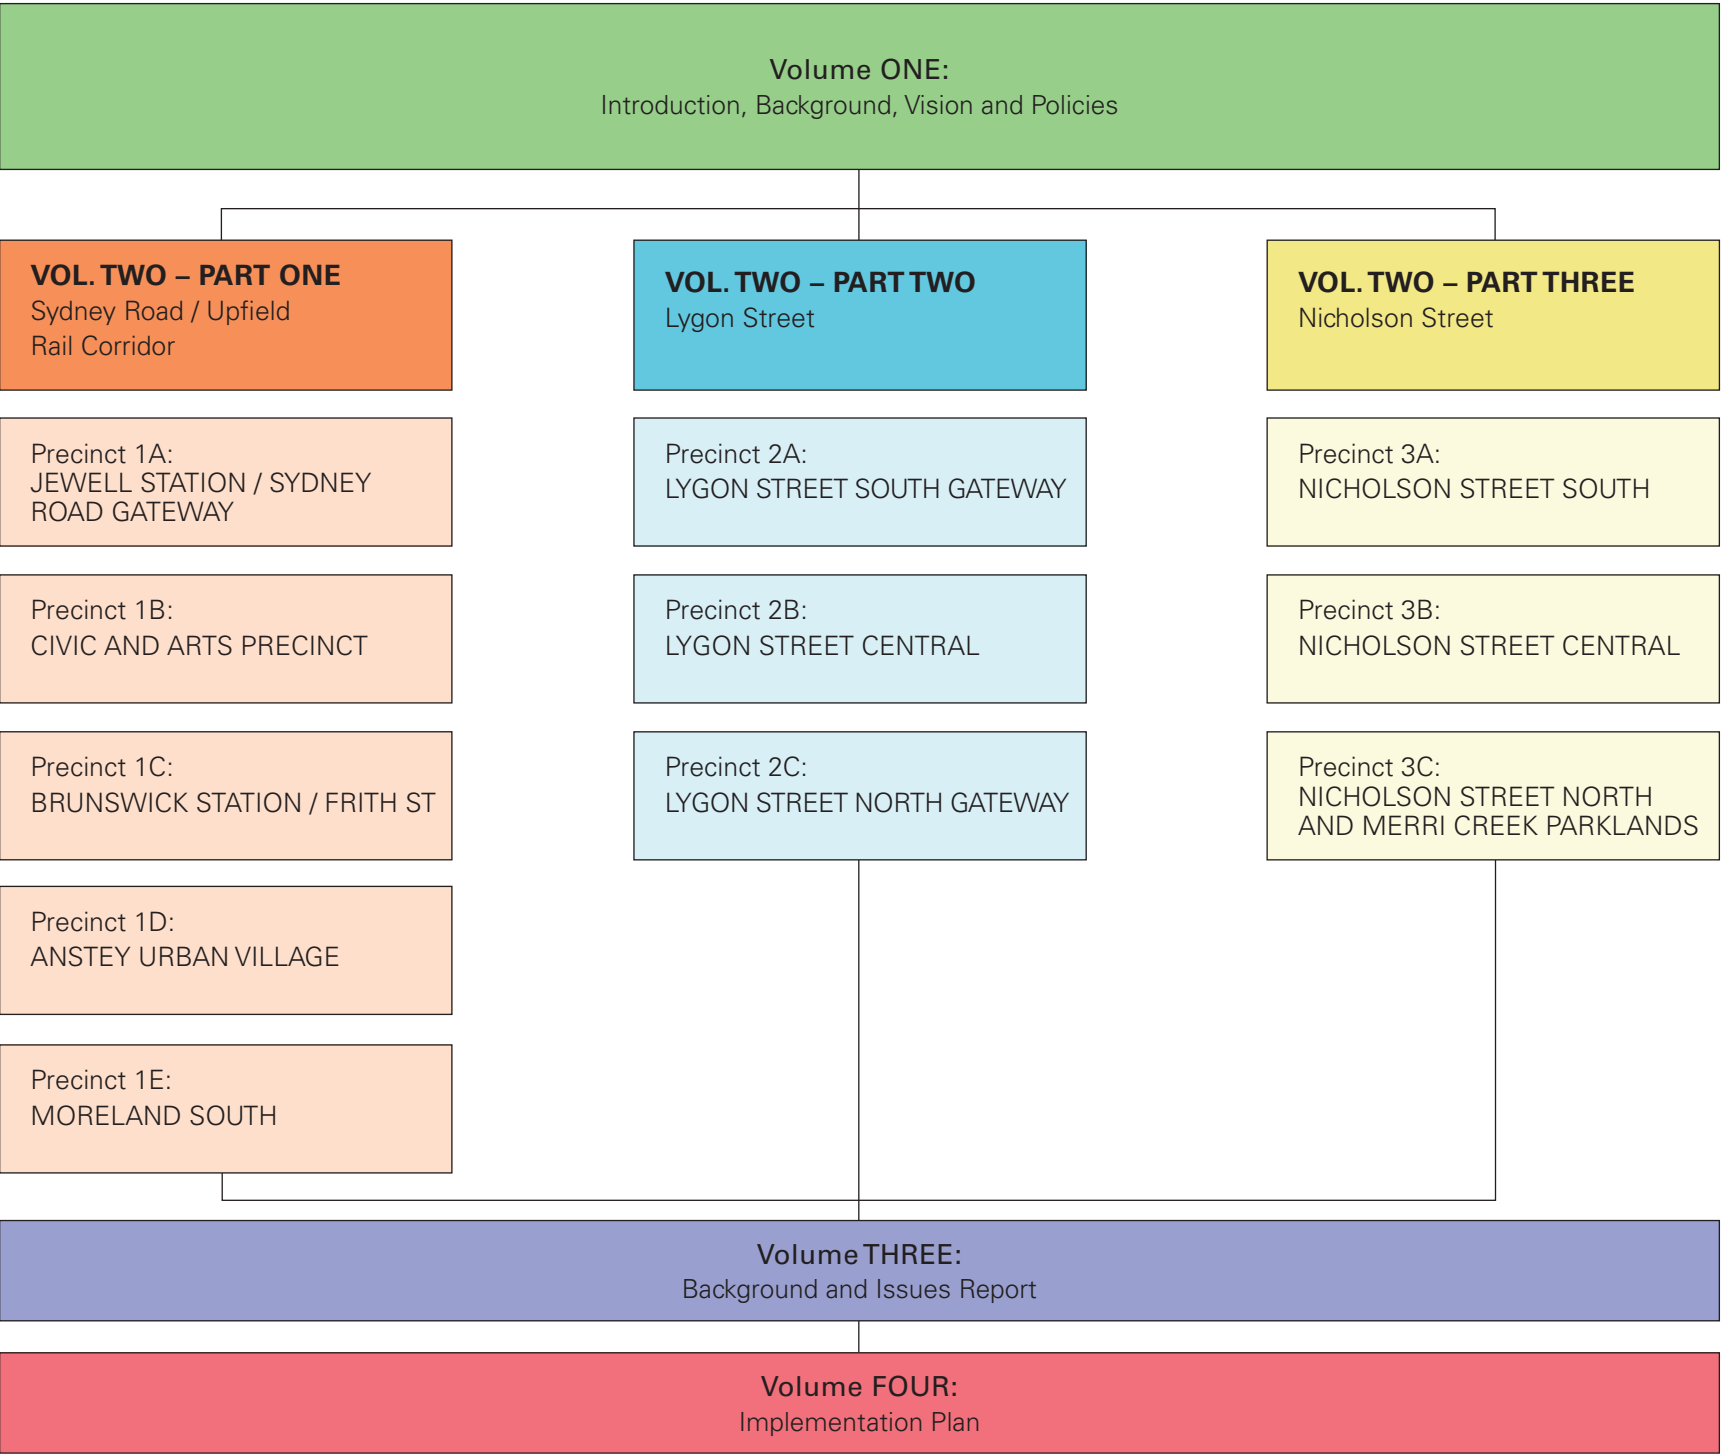 Volume ONE:
Introduction, Background, Vision and Policies
VOL. TWO – PART ONE
Sydney Road / Upfield
Rail Corridor
Precinct 1A:
JEWELL STATION / SYDNEY
ROAD GATEWAY
Precinct 1B:
CIVIC AND ARTS PRECINCT
Precinct 1C:
BRUNSWICK STATION / FRITH ST
Precinct 1D:
ANSTEY URBAN VILLAGE
Precinct 1E:
MORELAND SOUTH
VOL. TWO – PART TWO
Lygon Street
Precinct 2A:
LYGON STREET SOUTH GATEWAY
Precinct 2B:
LYGON STREET CENTRAL
Precinct 2C:
LYGON STREET NORTH GATEWAY
VOL. TWO – PART THREE
Nicholson Street
Precinct 3A:
NICHOLSON STREET SOUTH
Precinct 3B:
NICHOLSON STREET CENTRAL
Precinct 3C:
NICHOLSON STREET NORTH
AND MERRI CREEK PARKLANDS
Volume THREE:
Background and Issues Report
Volume FOUR:
Implementation Plan